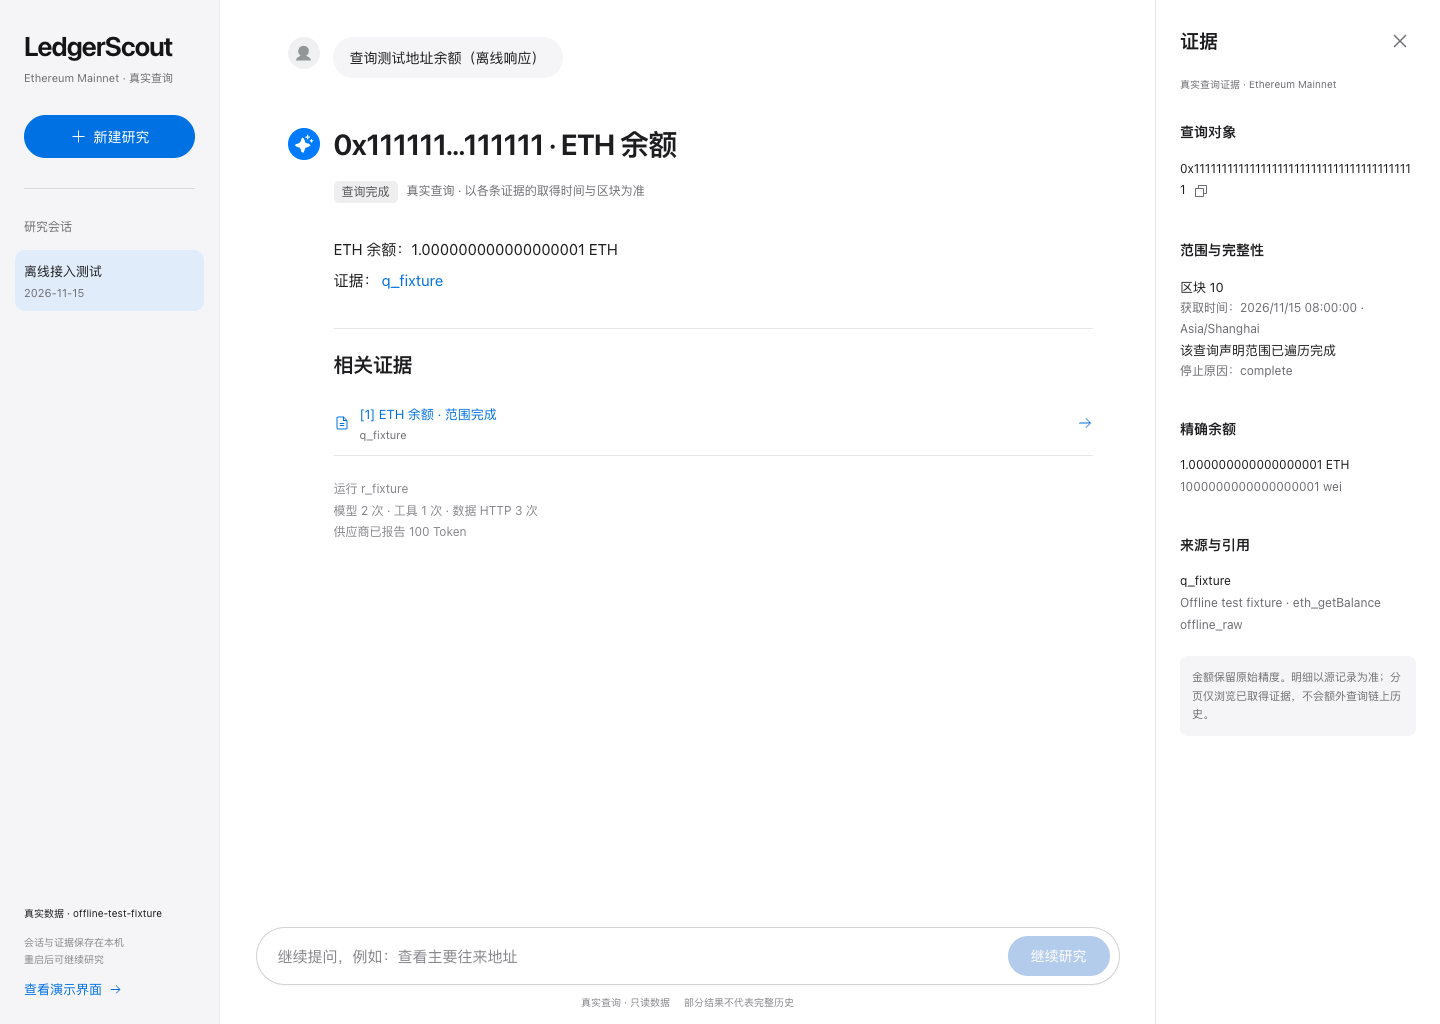 LedgerScout
Ethereum Mainnet · 真实查询
新建研究
研究会话
离线接入测试
2026-11-15
真实数据 · offline-test-fixture
会话与证据保存在本机
重启后可继续研究
查看演示界面
查询测试地址余额（离线响应）
0x111111…111111 · ETH 余额
查询完成
真实查询 · 以各条证据的取得时间与区块为准
ETH 余额：1.000000000000000001 ETH
证据： q_fixture
相关证据
[1] ETH 余额 · 范围完成
q_fixture
运行 r_fixture
模型 2 次 · 工具 1 次 · 数据 HTTP 3 次
供应商已报告 100 Token
继续提问，例如：查看主要往来地址
继续研究
真实查询 · 只读数据 部分结果不代表完整历史
证据
真实查询证据 · Ethereum Mainnet
查询对象
0x111111111111111111111111111111111111111
1
范围与完整性
区块 10
获取时间：2026/11/15 08:00:00 ·
Asia/Shanghai
该查询声明范围已遍历完成
停止原因：complete
精确余额
1.000000000000000001 ETH
1000000000000000001 wei
来源与引用
q_fixture
Offline test fixture · eth_getBalance
offline_raw
金额保留原始精度。明细以源记录为准；分
页仅浏览已取得证据，不会额外查询链上历
史。